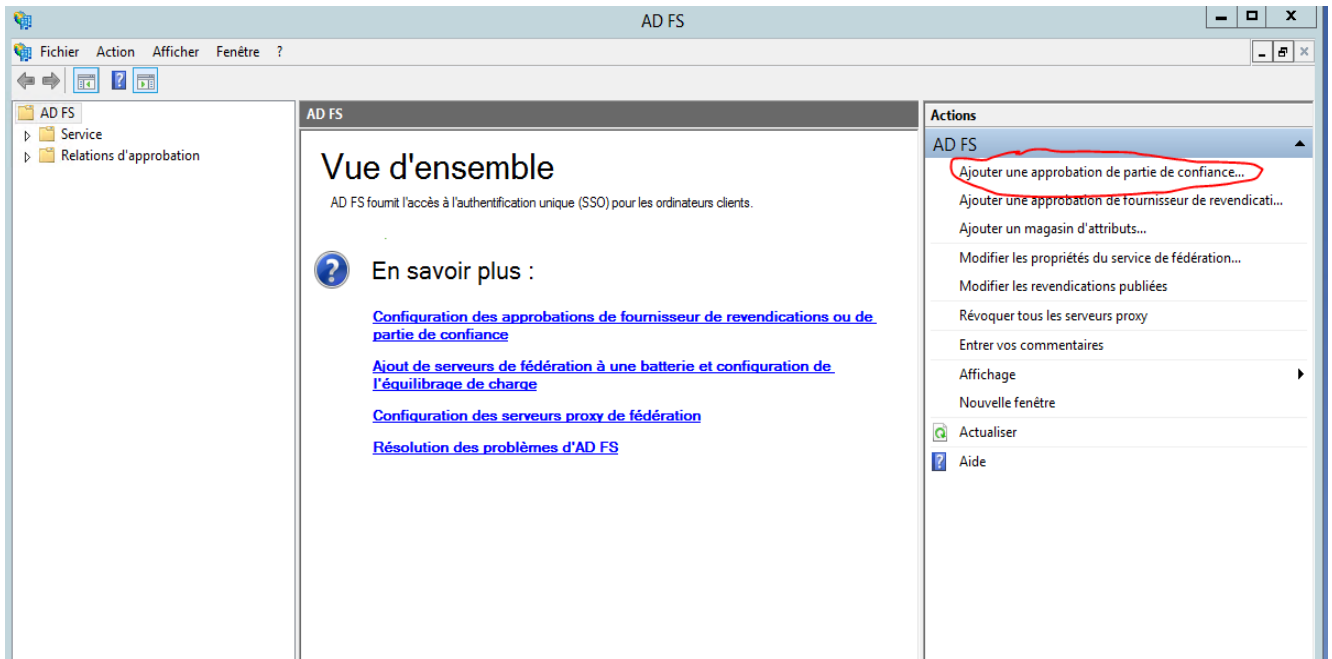 AD FS
Fichier Action Afficher Fenêtre ?
AD FS
Service
Relations d'approbation
AD FS
Vue d'ensemble
AD FS fournit l'accès à l'authentification unique (SSO) pour les ordinateurs clients.
En savoir plus :
Configuration des approbations de fournisseur de revendications ou de
partie de confiance
Ajout de serveurs de fédération à une batterie et configuration de
l'équilibrage de charge
Configuration des serveurs proxy de fédération
Résolution des problèmes d'AD FS
Actions
AD FS
Ajouter une approbation de partie de confiance...
Ajouter une approbation de fournisseur de revendicati...
Ajouter un magasin d'attributs...
Modifier les propriétés du service de fédération...
Modifier les revendications publiées
Révoquer tous les serveurs proxy
Entrer vos commentaires
Affichage
Nouvelle fenêtre
Actualiser
Aide